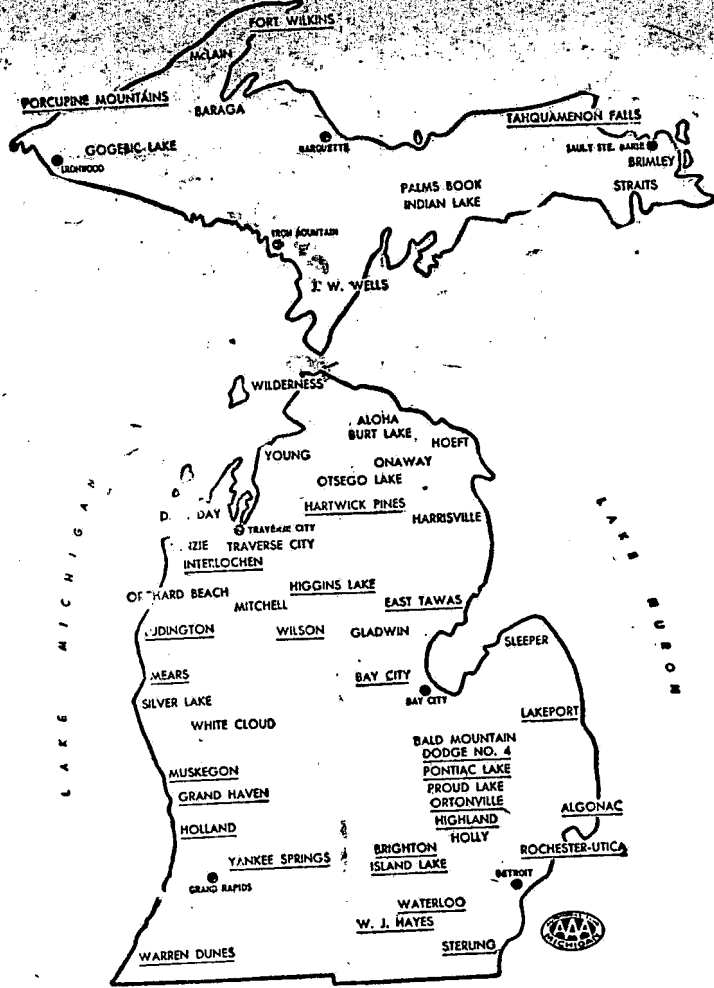 FORT WILKINS
McLAIN
PORCUPINE MOUNTAINS
BARAGA
TAHQUAMENON FALLS
GOGEBIC LAKE
IRONWOOD
MARQUETTE
SAULT STE. MARIE
BRIMLEY
PALMS BOOK
INDIAN LAKE
STRAITS
IRON MOUNTAIN
J. W. WELLS
WILDERNESS
ALOHA
BURT LAKE
HOEFT
YOUNG
ONAWAY
OTSEGO LAKE
HARTWICK PINES
HARRISVILLE
DAY
TRAVERSE CITY
NZIE TRAVERSE CITY
INTERLOCHEN
HIGGINS LAKE
OR HARD BEACH
MITCHELL
EAST TAWAS
UDINGTON
WILSON
GLADWIN
SLEEPER
MEARS
BAY CITY
SILVER LAKE
BAY CITY
LAKEPORT
WHITE CLOUD
BALD MOUNTAIN
DODGE NO. 4
PONTIAC LAKE
PROUD LAKE
ORTONVILLE
HIGHLAND
HOLLY
MUSKEGON
GRAND HAVEN
ALGONAC
HOLLAND
BRIGHTON
ISLAND LAKE
ROCHESTER-UTICA
YANKEE SPRINGS
GRAND RAPIDS
DETROIT
WATERLOO
W. J. HAYES
STERLING
WARREN DUNES
LAKE MICHIGAN
LAKE HURON
AAA
MICHIGAN